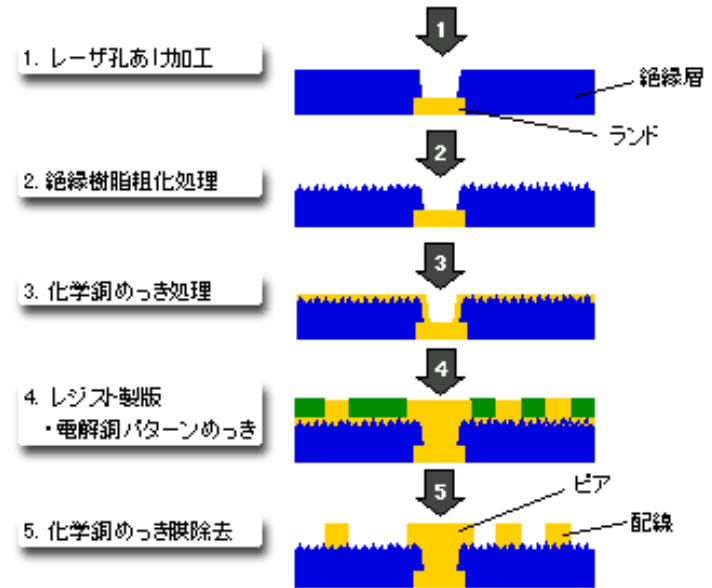 1
1. レーザ孔あけ加工
絶縁層
ランド
2
2. 絶縁樹脂粗化処理
3
3. 化学銅めっき処理
4
4. レジスト製版
・電解銅パターンめっき
5
ビア
配線
5. 化学銅めっき膜除去